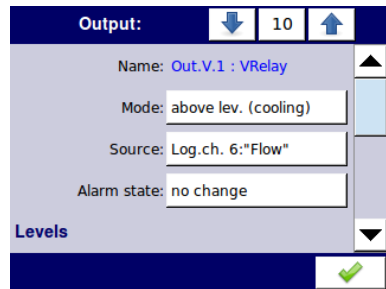 Output: 10
Name: Out.V.1 : VRelay
Mode: above lev. (cooling)
Source: Log.ch. 6:"Flow"
Alarm state: no change
Levels